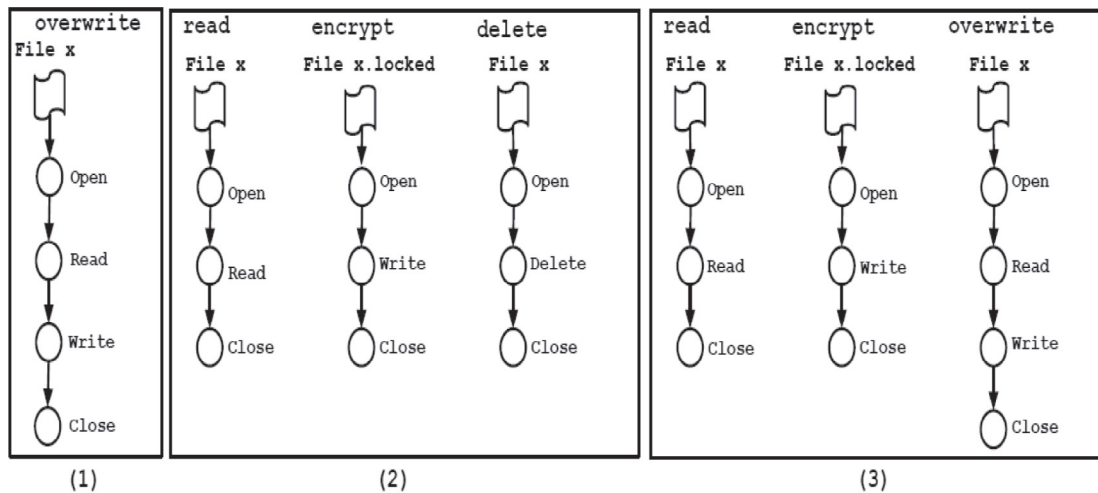 overwrite
File x
Open
Read
Write
Close
(1)
read
File x
Open
Read
Close
encrypt
File x.locked
Open
Write
Close
delete
File x
Open
Delete
Close
(2)
read
File x
Open
Read
Close
encrypt
File x.locked
Open
Write
Close
overwrite
File x
Open
Read
Write
Close
(3)